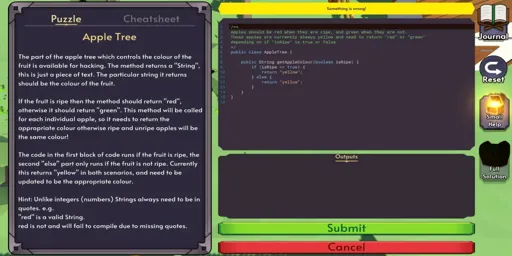 Puzzle
Cheatsheet
Apple Tree
The part of the apple tree which controls the colour of the
fruit is available for hacking. The method returns a "String",
this is just a piece of text. The particular string it returns
should be the colour of the fruit.
If the fruit is ripe then the method should return "red",
otherwise it should return "green". This method will be called
for each individual apple, so it needs to return the
appropriate colour otherwise ripe and unripe apples will be
the same colour!
The code in the first block of code runs if the fruit is ripe, the
second "else" part only runs if the fruit is not ripe. Currently
this returns "yellow" in both scenarios, and need to be
updated to be the appropriate colour.
Hint: Unlike integers (numbers) Strings always need to be in
quotes. e.g.
"red" is a valid String.
red is not and will fail to compile due to missing quotes.
Something is wrong!
/**
Apples should be red when they are ripe, and green when they are not
These apples are currently always yellow and need to return "red" or "green"
depending on if "isRipe" is true or false
*/
public class AppleTree {
public String getAppleColour(boolean isRipe) {
if (isRipe == true) {
return "yellow";
} else {
return "yellow";
}
}
}
Outputs
Submit
Cancel
Journal
Reset
Small
Help
Full
Solution